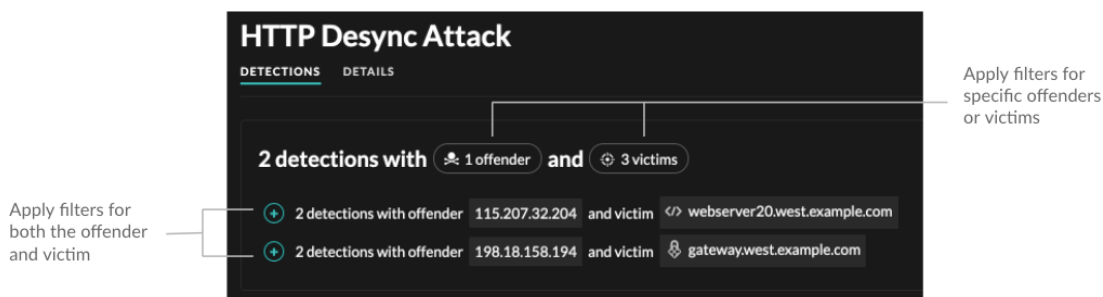 HTTP Desync Attack
DETECTIONS DETAILS
Apply filters for
specific offenders
or victims
2 detections with 1 offender and 3 victims
Apply filters for
both the offender
and victim
2 detections with offender 115.207.32.204 and victim </> webserver20.west.example.com
2 detections with offender 198.18.158.194 and victim gateway.west.example.com